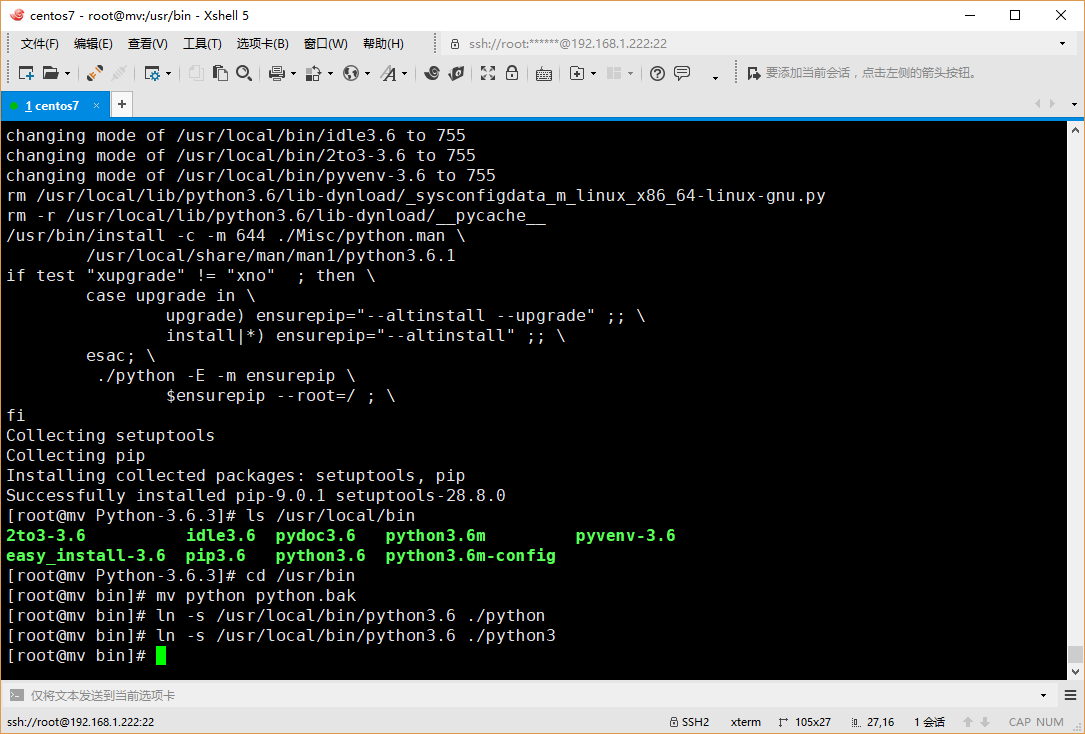 centos7 - root@mv:/usr/bin - Xshell 5
文件(F) 编辑(E) 查看(V) 工具(T) 选项卡(B) 窗口(W) 帮助(H) ssh://root:******@192.168.1.222:22
要添加当前会话，点击左侧的箭头按钮。
1 centos7 × +
changing mode of /usr/local/bin/idle3.6 to 755
changing mode of /usr/local/bin/2to3-3.6 to 755
changing mode of /usr/local/bin/pyvenv-3.6 to 755
rm /usr/local/lib/python3.6/lib-dynload/_sysconfigdata_m_linux_x86_64-linux-gnu.py
rm -r /usr/local/lib/python3.6/lib-dynload/__pycache__
/usr/bin/install -c -m 644 ./Misc/python.man \
        /usr/local/share/man/man1/python3.6.1
if test "xupgrade" != "xno"  ; then \
        case upgrade in \
                upgrade) ensurepip="--altinstall --upgrade" ;; \
                install|*) ensurepip="--altinstall" ;; \
        esac; \
         ./python -E -m ensurepip \
                $ensurepip --root=/ ; \
fi
Collecting setuptools
Collecting pip
Installing collected packages: setuptools, pip
Successfully installed pip-9.0.1 setuptools-28.8.0
[root@mv Python-3.6.3]# ls /usr/local/bin
2to3-3.6          idle3.6  pydoc3.6   python3.6m         pyvenv-3.6
easy_install-3.6  pip3.6   python3.6  python3.6m-config
[root@mv Python-3.6.3]# cd /usr/bin
[root@mv bin]# mv python python.bak
[root@mv bin]# ln -s /usr/local/bin/python3.6 ./python
[root@mv bin]# ln -s /usr/local/bin/python3.6 ./python3
[root@mv bin]#
仅将文本发送到当前选项卡
ssh://root@192.168.1.222:22 SSH2 xterm 105x27 27,16 1 会话 CAP NUM